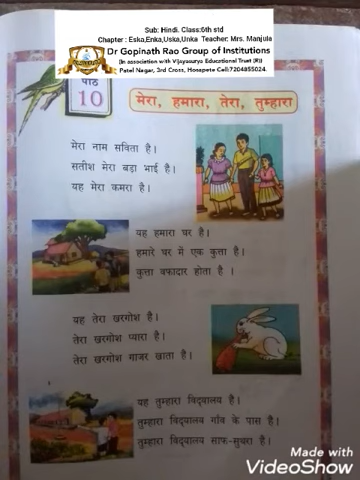 Sub: Hindi. Class:6th std
Chapter : Eska,Enka,Uska,Unka Teacher: Mrs. Manjula
Dr Gopinath Rao Group of Institutions
(In association with Vijaysurya Educational Trust (R))
Patel Nagar, 3rd Cross, Hosapete Cell:7204855024.
पाठ
10
मेरा, हमारा, तेरा, तुम्हारा
मेरा नाम सविता है।
सतीश मेरा बड़ा भाई है।
यह मेरा कमरा है।
यह हमारा घर है।
हमारे घर में एक कुत्ता है।
कुत्ता वफादार होता है ।
यह तेरा खरगोश है।
तेरा खरगोश प्यारा है।
तेरा खरगोश गाजर खाता है।
यह तुम्हारा विद्यालय है।
तुम्हारा विद्यालय गाँव के पास है।
तुम्हारा विद्यालय साफ-सुथरा है।
Made with
VideoShow